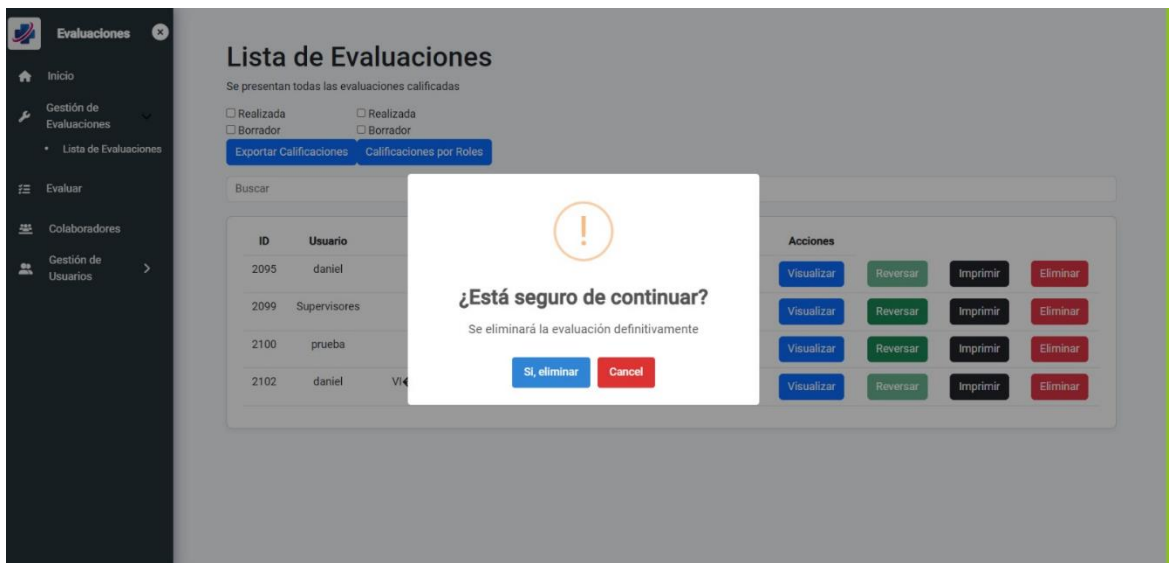 Evaluaciones
Inicio
Gestión de
Evaluaciones
Lista de Evaluaciones
Evaluar
Colaboradores
Gestión de
Usuarios
Lista de Evaluaciones
Se presentan todas las evaluaciones calificadas
Realizada Realizada
Borrador Borrador
Exportar Calificaciones Calificaciones por Roles
Buscar
ID Usuario Acciones
2095 daniel Visualizar Reversar Imprimir Eliminar
2099 Supervisores Visualizar Reversar Imprimir Eliminar
2100 prueba Visualizar Reversar Imprimir Eliminar
2102 daniel Visualizar Reversar Imprimir Eliminar
¿Está seguro de continuar?
Se eliminará la evaluación definitivamente
Sí, eliminar Cancel